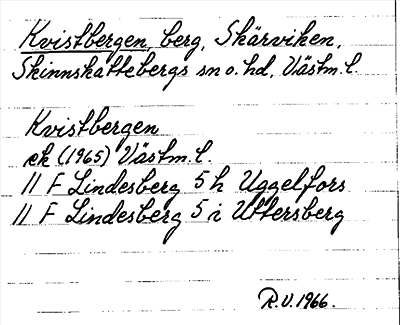 Kvistbergen, berg, Skärviken,
Skinnskattebergs sn o. hd, Västm. l.
Kvistbergen
ek (1965) Västm. l.
11 F Lindesberg 5 h Uggelfors
11 F Lindesberg 5 i Uttersberg
R.V. 1966.